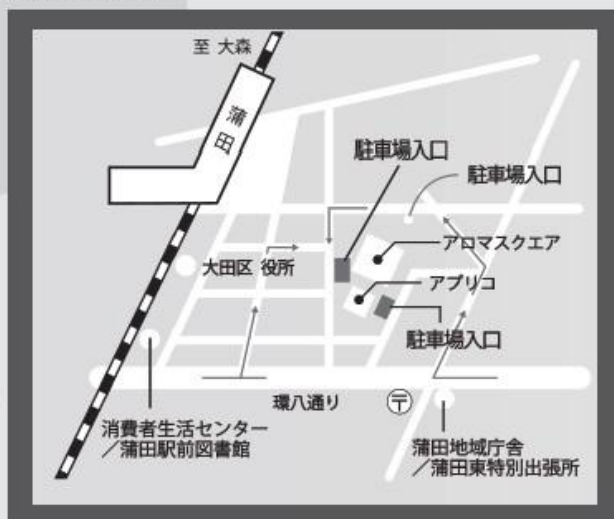 至 大森
蒲田
駐車場入口
駐車場入口
アロマスクエア
大田区 役所
アプリコ
駐車場入口
環八通り
〒
消費者生活センター
／蒲田駅前図書館
蒲田地域庁舎
／蒲田東特別出張所